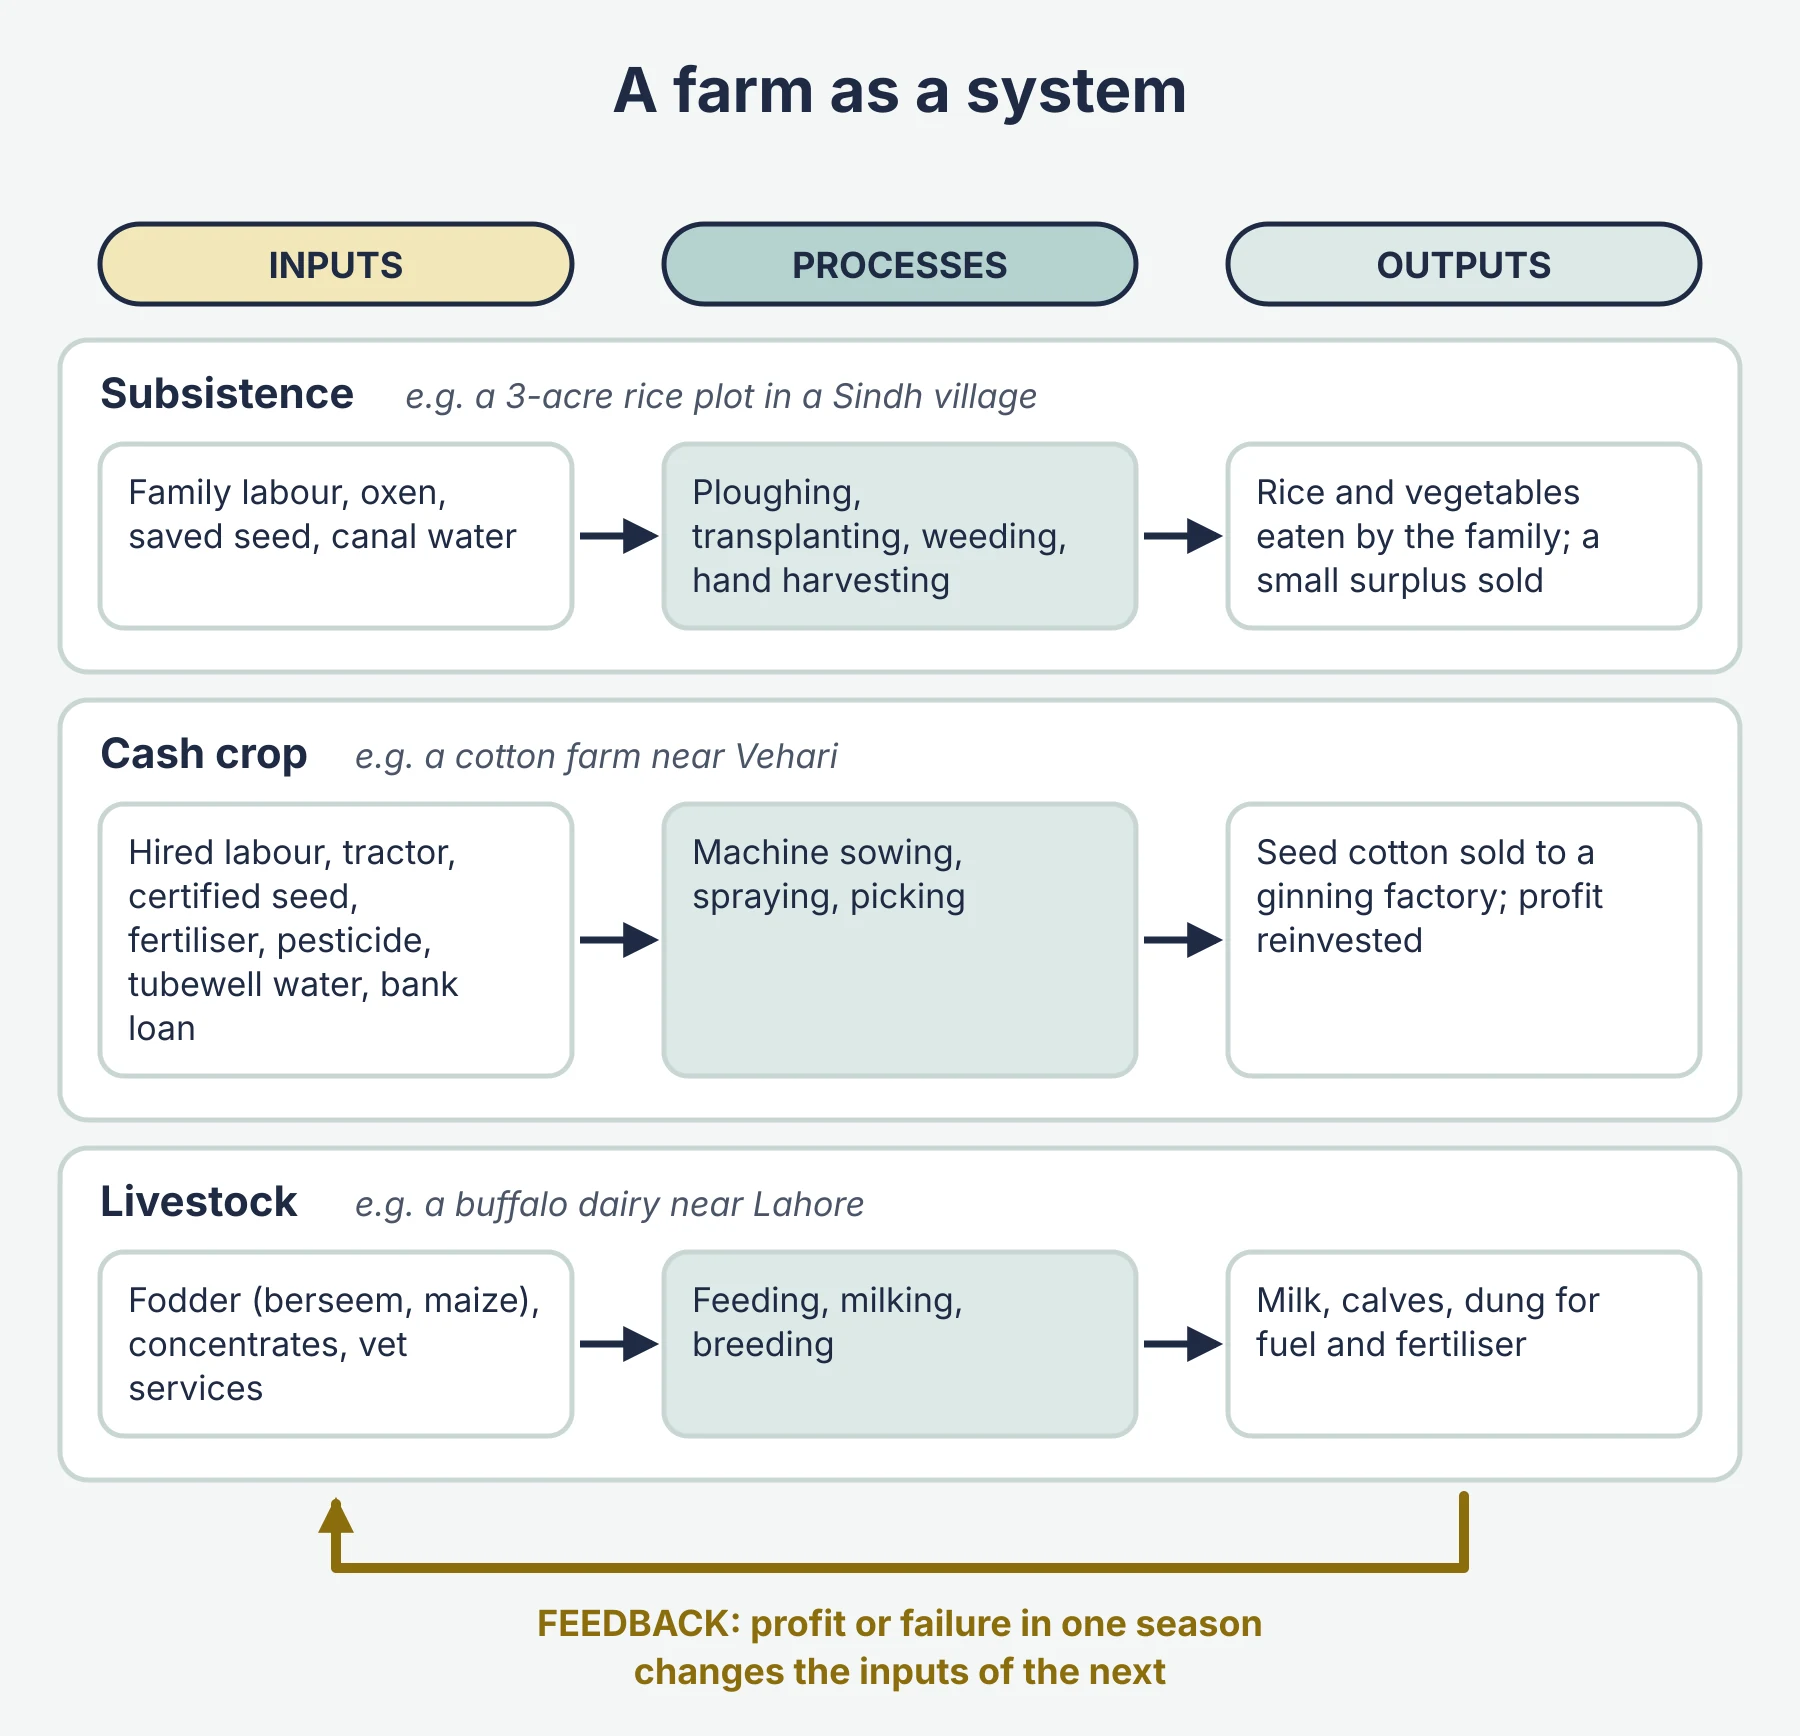 A farm as a system
INPUTS
PROCESSES
OUTPUTS
Subsistence e.g. a 3-acre rice plot in a Sindh village
Family labour, oxen,
saved seed, canal water
Ploughing,
transplanting, weeding,
hand harvesting
Rice and vegetables
eaten by the family; a
small surplus sold
Cash crop e.g. a cotton farm near Vehari
Hired labour, tractor,
certified seed,
fertiliser, pesticide,
tubewell water, bank
loan
Machine sowing,
spraying, picking
Seed cotton sold to a
ginning factory; profit
reinvested
Livestock e.g. a buffalo dairy near Lahore
Fodder (berseem, maize),
concentrates, vet
services
Feeding, milking,
breeding
Milk, calves, dung for
fuel and fertiliser
FEEDBACK: profit or failure in one season
changes the inputs of the next